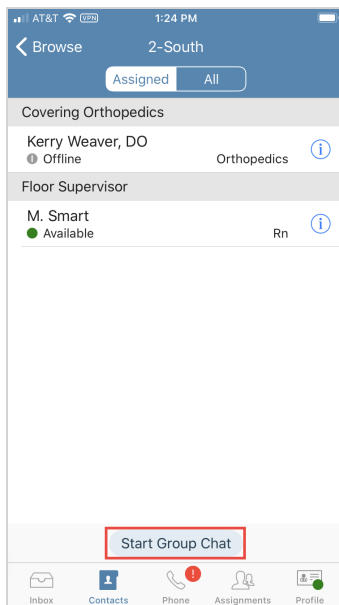 AT&T VPN 1:24 PM
Browse 2-South
Assigned All
Covering Orthopedics
Kerry Weaver, DO
Offline Orthopedics
Floor Supervisor
M. Smart
Available Rn
Start Group Chat
Inbox Contacts Phone Assignments Profile